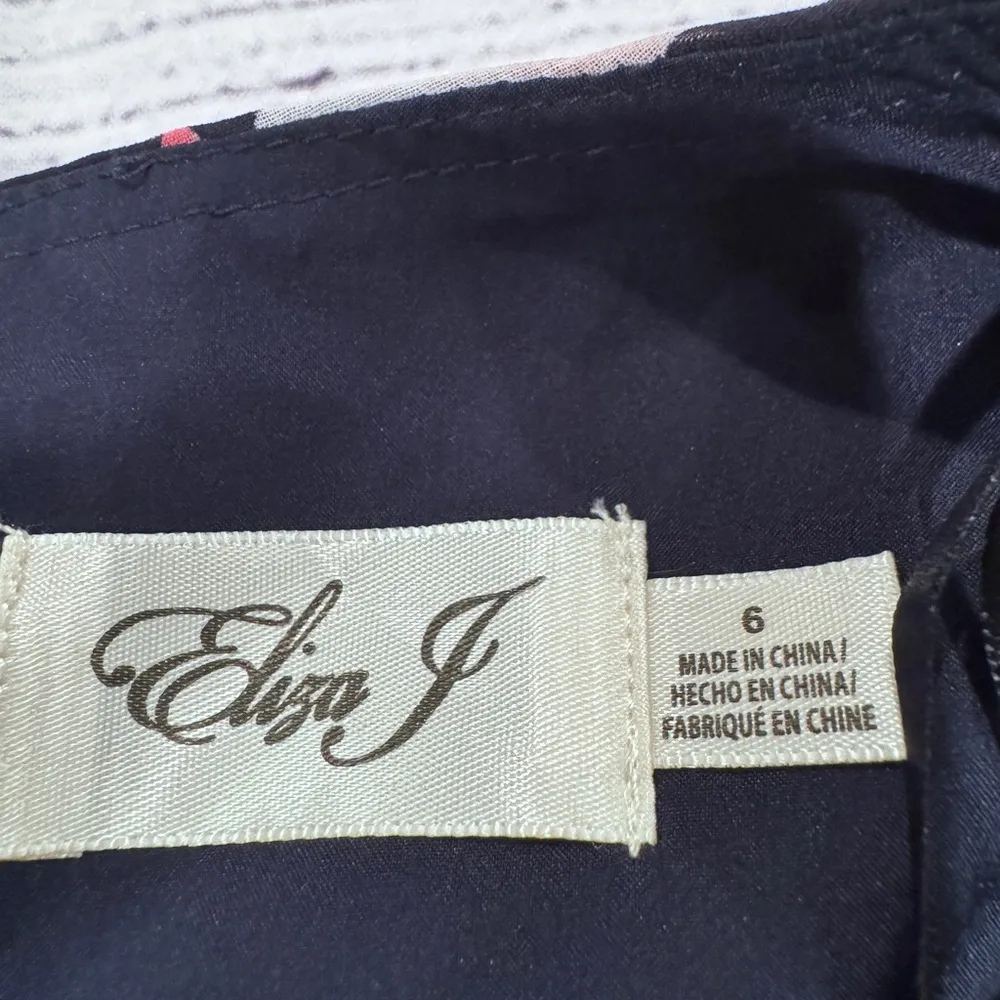 Eliza J
6
MADE IN CHINA/
HECHO EN CHINA/
FABRIQUÉ EN CHINE